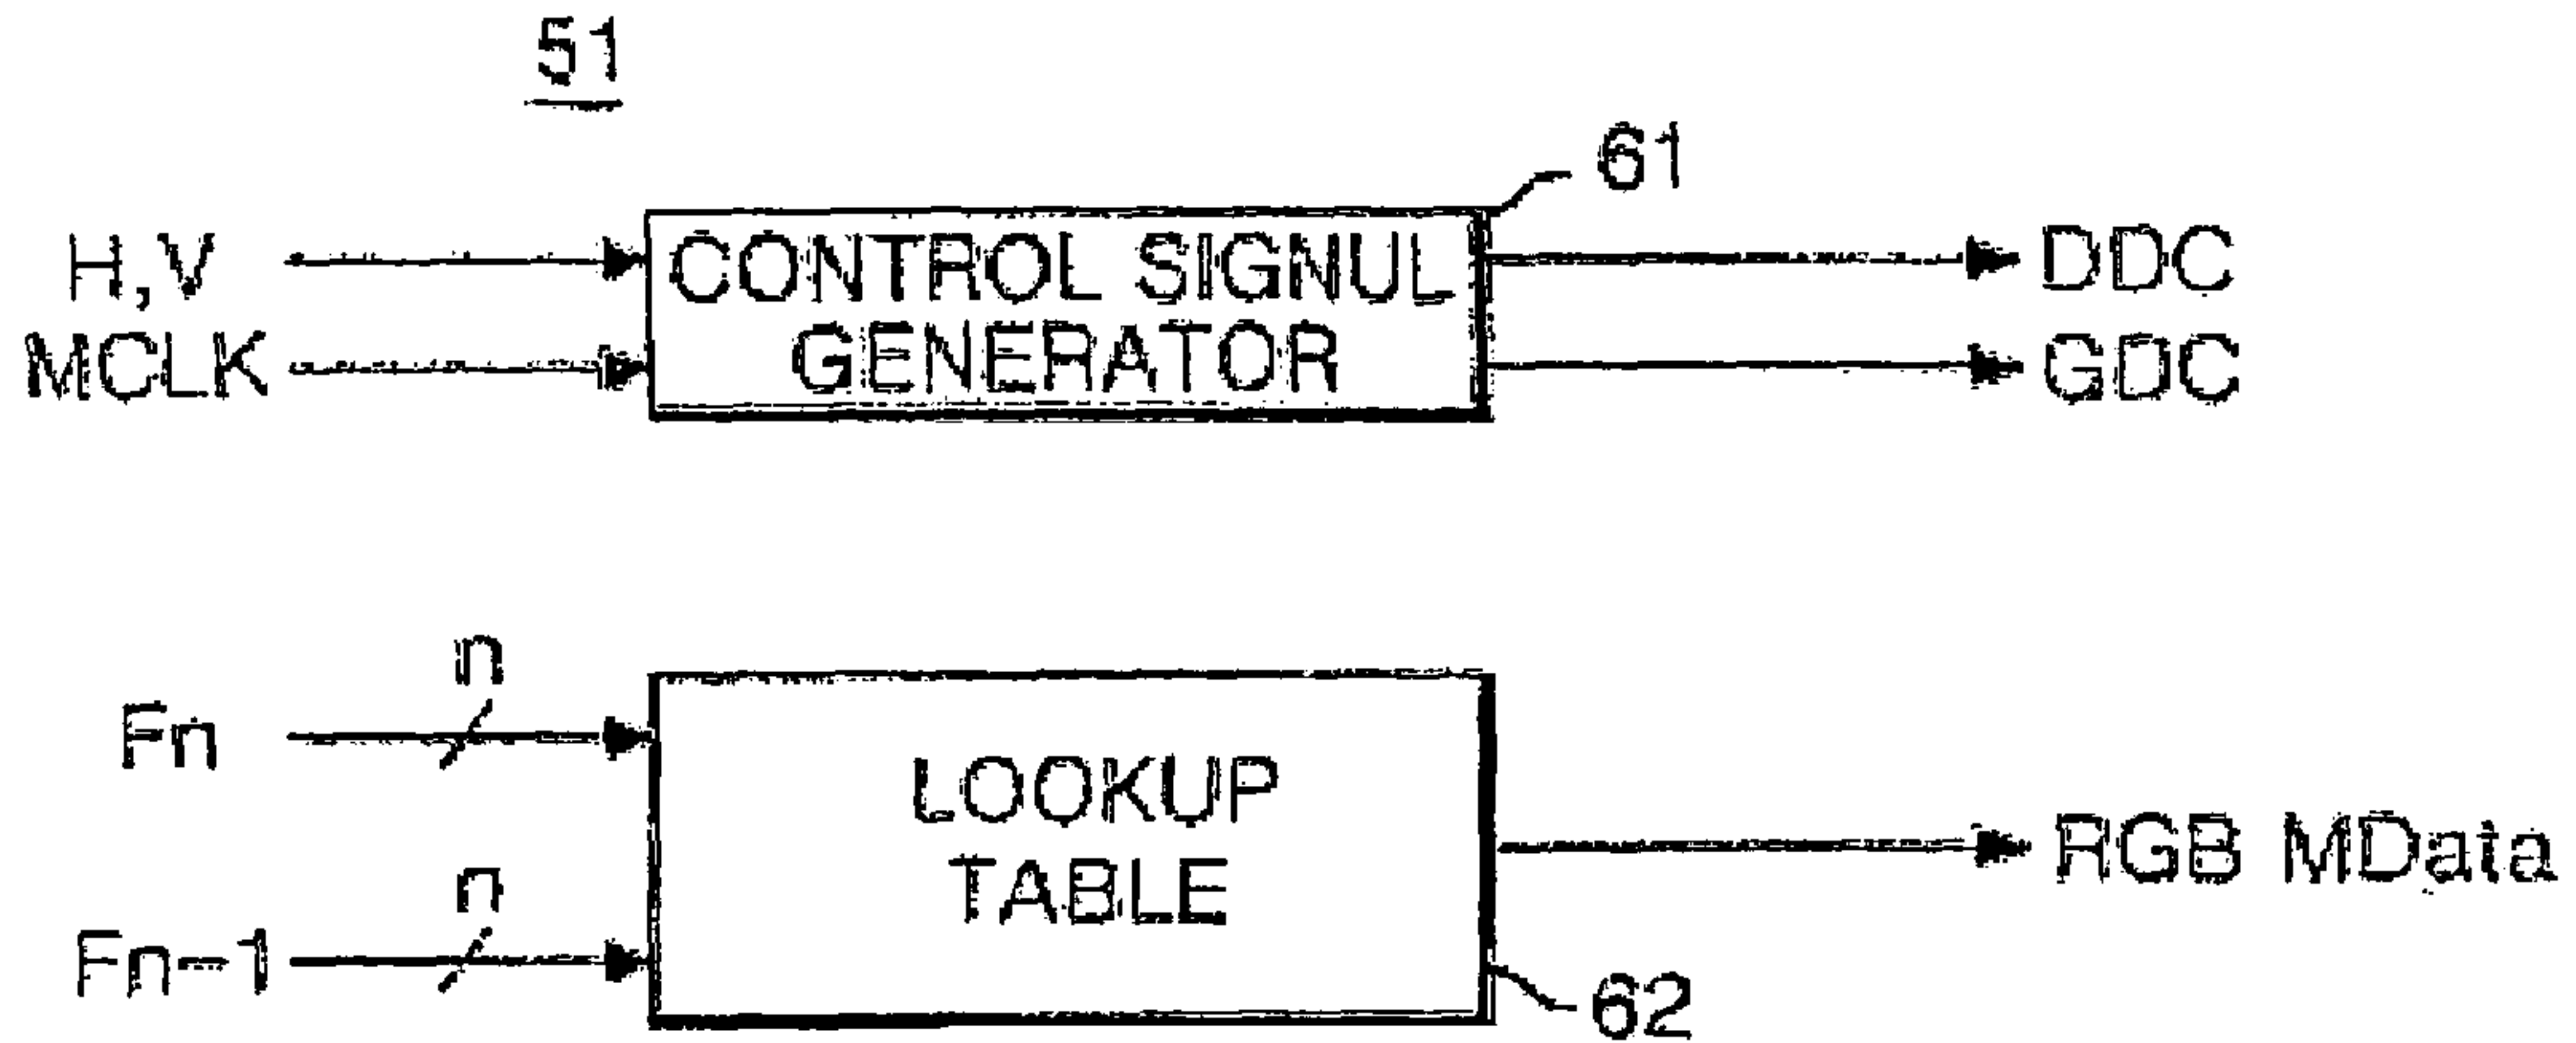 51
61
H,V
MCLK
CONTROL SIGNUL
GENERATOR
DDC
GDC
n
Fn
LOOKUP
TABLE
n
Fn-1
RGB MData
62